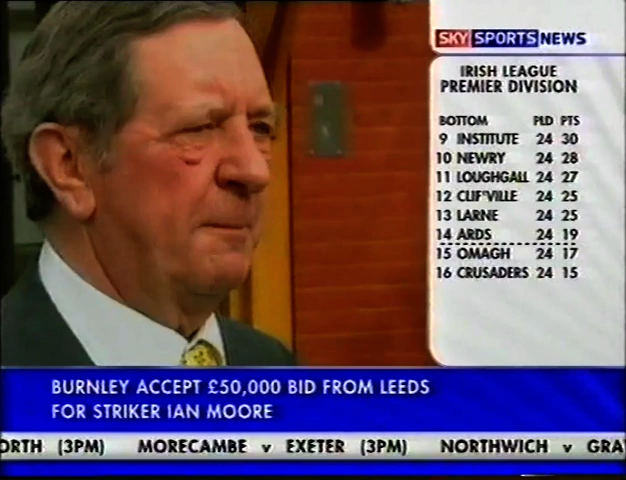 SKY SPORTS NEWS
IRISH LEAGUE
PREMIER DIVISION
BOTTOM PLD PTS
9 INSTITUTE 24 30
10 NEWRY 24 28
11 LOUGHGALL 24 27
12 CLIF'VILLE 24 25
13 LARNE 24 25
14 ARDS 24 19
15 OMAGH 24 17
16 CRUSADERS 24 15
BURNLEY ACCEPT £50,000 BID FROM LEEDS
FOR STRIKER IAN MOORE
ORTH (3PM) MORECAMBE v EXETER (3PM) NORTHWICH v GRA